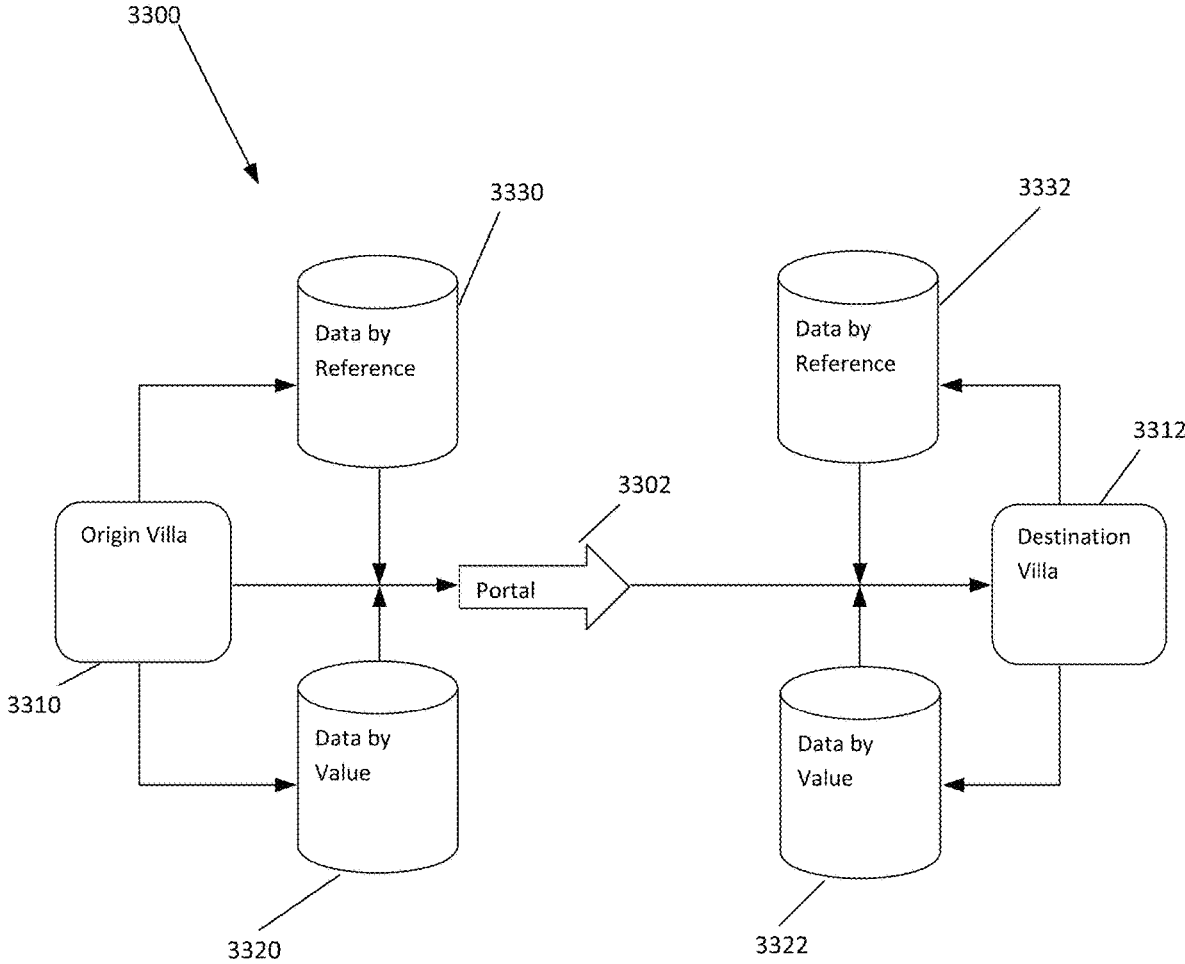 3300
3330
3332
Data by
Reference
Data by
Reference
3312
3302
Origin Villa
Destination
Villa
Portal
3310
Data by
Value
Data by
Value
3320
3322